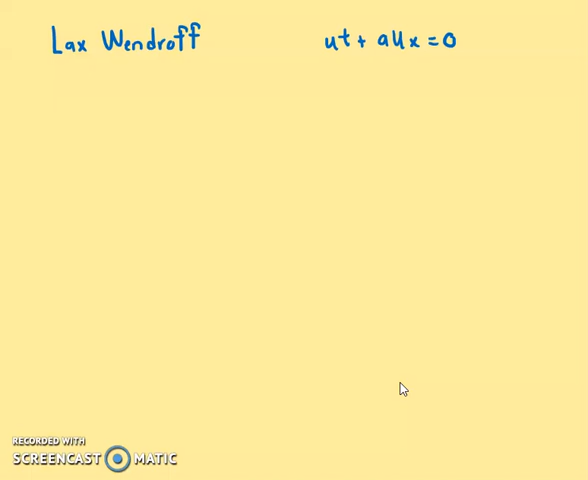 Lax Wendroff
ut + aux = 0
RECORDED WITH
SCREENCAST MATIC